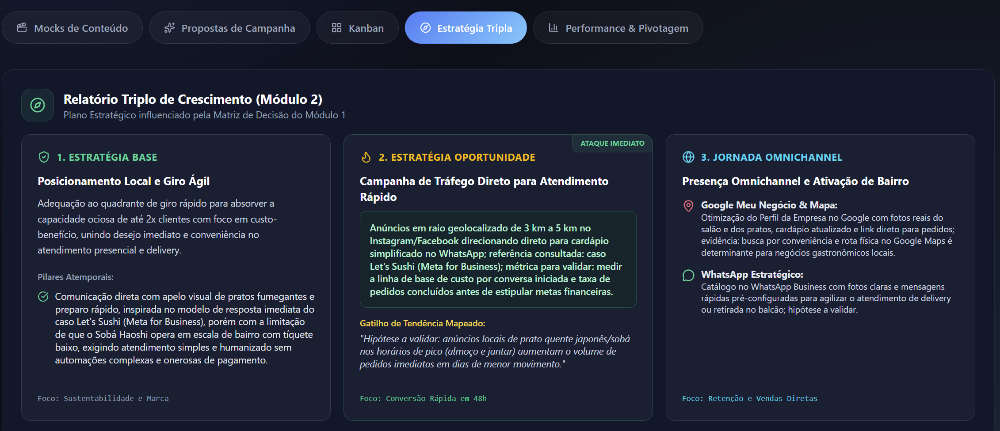 Mocks de Conteúdo
Propostas de Campanha
Kanban
Estratégia Tripla
Performance & Pivotagem
Relatório Triplo de Crescimento (Módulo 2)
Plano Estratégico influenciado pela Matriz de Decisão do Módulo 1
1. ESTRATÉGIA BASE
Posicionamento Local e Giro Ágil
Adequação ao quadrante de giro rápido para absorver a
capacidade ociosa de até 2x clientes com foco em custo-
benefício, unindo desejo imediato e conveniência no
atendimento presencial e delivery.
Pilares Atemporais:
Comunicação direta com apelo visual de pratos fumegantes e
preparo rápido, inspirada no modelo de resposta imediata do
caso Let's Sushi (Meta for Business), porém com a limitação
de que o Sobá Haoshi opera em escala de bairro com tíquete
baixo, exigindo atendimento simples e humanizado sem
automações complexas e onerosas de pagamento.
Foco: Sustentabilidade e Marca
ATAQUE IMEDIATO
2. ESTRATÉGIA OPORTUNIDADE
Campanha de Tráfego Direto para Atendimento
Rápido
Anúncios em raio geolocalizado de 3 km a 5 km no
Instagram/Facebook direcionando direto para cardápio
simplificado no WhatsApp; referência consultada: caso
Let's Sushi (Meta for Business); métrica para validar: medir
a linha de base de custo por conversa iniciada e taxa de
pedidos concluídos antes de estipular metas financeiras.
Gatilho de Tendência Mapeado:
"Hipótese a validar: anúncios locais de prato quente japonês/sobá
nos horários de pico (almoço e jantar) aumentam o volume de
pedidos imediatos em dias de menor movimento."
Foco: Conversão Rápida em 48h
3. JORNADA OMNICHANNEL
Presença Omnichannel e Ativação de Bairro
Google Meu Negócio & Mapa:
Otimização do Perfil da Empresa no Google com fotos reais do
salão e dos pratos, cardápio atualizado e link direto para pedidos;
evidência: busca por conveniência e rota física no Google Maps é
determinante para negócios gastronômicos locais.
WhatsApp Estratégico:
Catálogo no WhatsApp Business com fotos claras e mensagens
rápidas pré-configuradas para agilizar o atendimento de delivery
ou retirada no balcão; hipótese a validar.
Foco: Retenção e Vendas Diretas